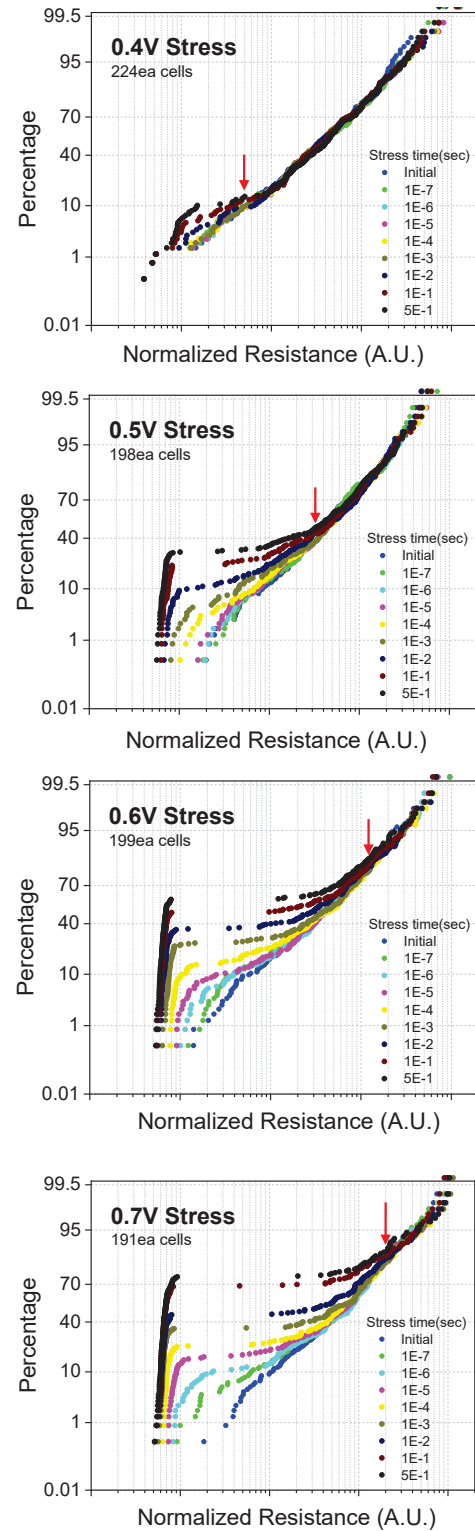 99.5
0.4V Stress
224ea cells
95
70
40
10
1
0.01
Percentage
Stress time(sec)
Initial
1E-7
1E-6
1E-5
1E-4
1E-3
1E-2
1E-1
5E-1
Normalized Resistance (A.U.)
99.5
0.5V Stress
198ea cells
95
70
40
10
1
0.01
Percentage
Stress time(sec)
Initial
1E-7
1E-6
1E-5
1E-4
1E-3
1E-2
1E-1
5E-1
Normalized Resistance (A.U.)
99.5
0.6V Stress
199ea cells
95
70
40
10
1
0.01
Percentage
Stress time(sec)
Initial
1E-7
1E-6
1E-5
1E-4
1E-3
1E-2
1E-1
5E-1
Normalized Resistance (A.U.)
99.5
0.7V Stress
191ea cells
95
70
40
10
1
0.01
Percentage
Stress time(sec)
Initial
1E-7
1E-6
1E-5
1E-4
1E-3
1E-2
1E-1
5E-1
Normalized Resistance (A.U.)